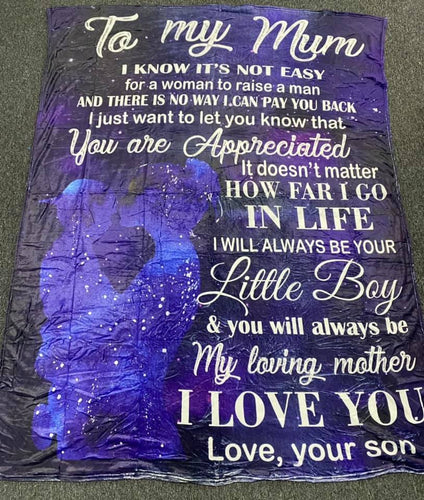 To my Mum
I KNOW IT'S NOT EASY
for a woman to raise a man
AND THERE IS NO WAY I CAN PAY YOU BACK
I just want to let you know that
You are Appreciated
It doesn't matter
HOW FAR I GO
IN LIFE
I WILL ALWAYS BE YOUR
Little Boy
& you will always be
My loving mother
I LOVE YOU
Love, your son